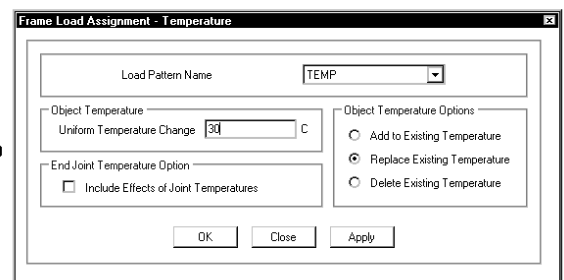 Frame Load Assignment - Temperature
Load Pattern Name TEMP
Object Temperature
Uniform Temperature Change 30 C
End Joint Temperature Option
Include Effects of Joint Temperatures
Object Temperature Options
Add to Existing Temperature
Replace Existing Temperature
Delete Existing Temperature
OK Close Apply